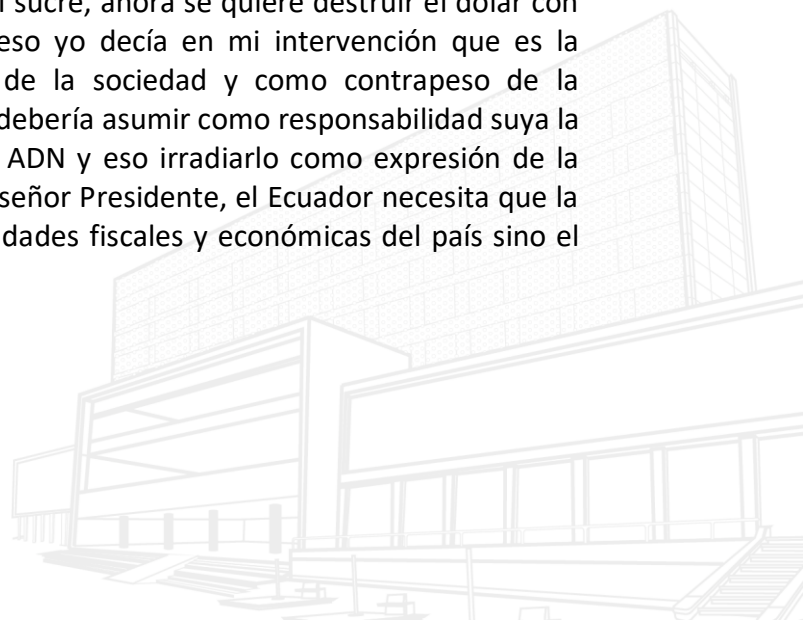 sucre, ahora se quiere destruir el dólar con
eso yo decía en mi intervención que es la
de la sociedad y como contrapeso de la
debería asumir como responsabilidad suya la
ADN y eso irradiarlo como expresión de la
señor Presidente, el Ecuador necesita que la
idades fiscales y económicas del país sino el